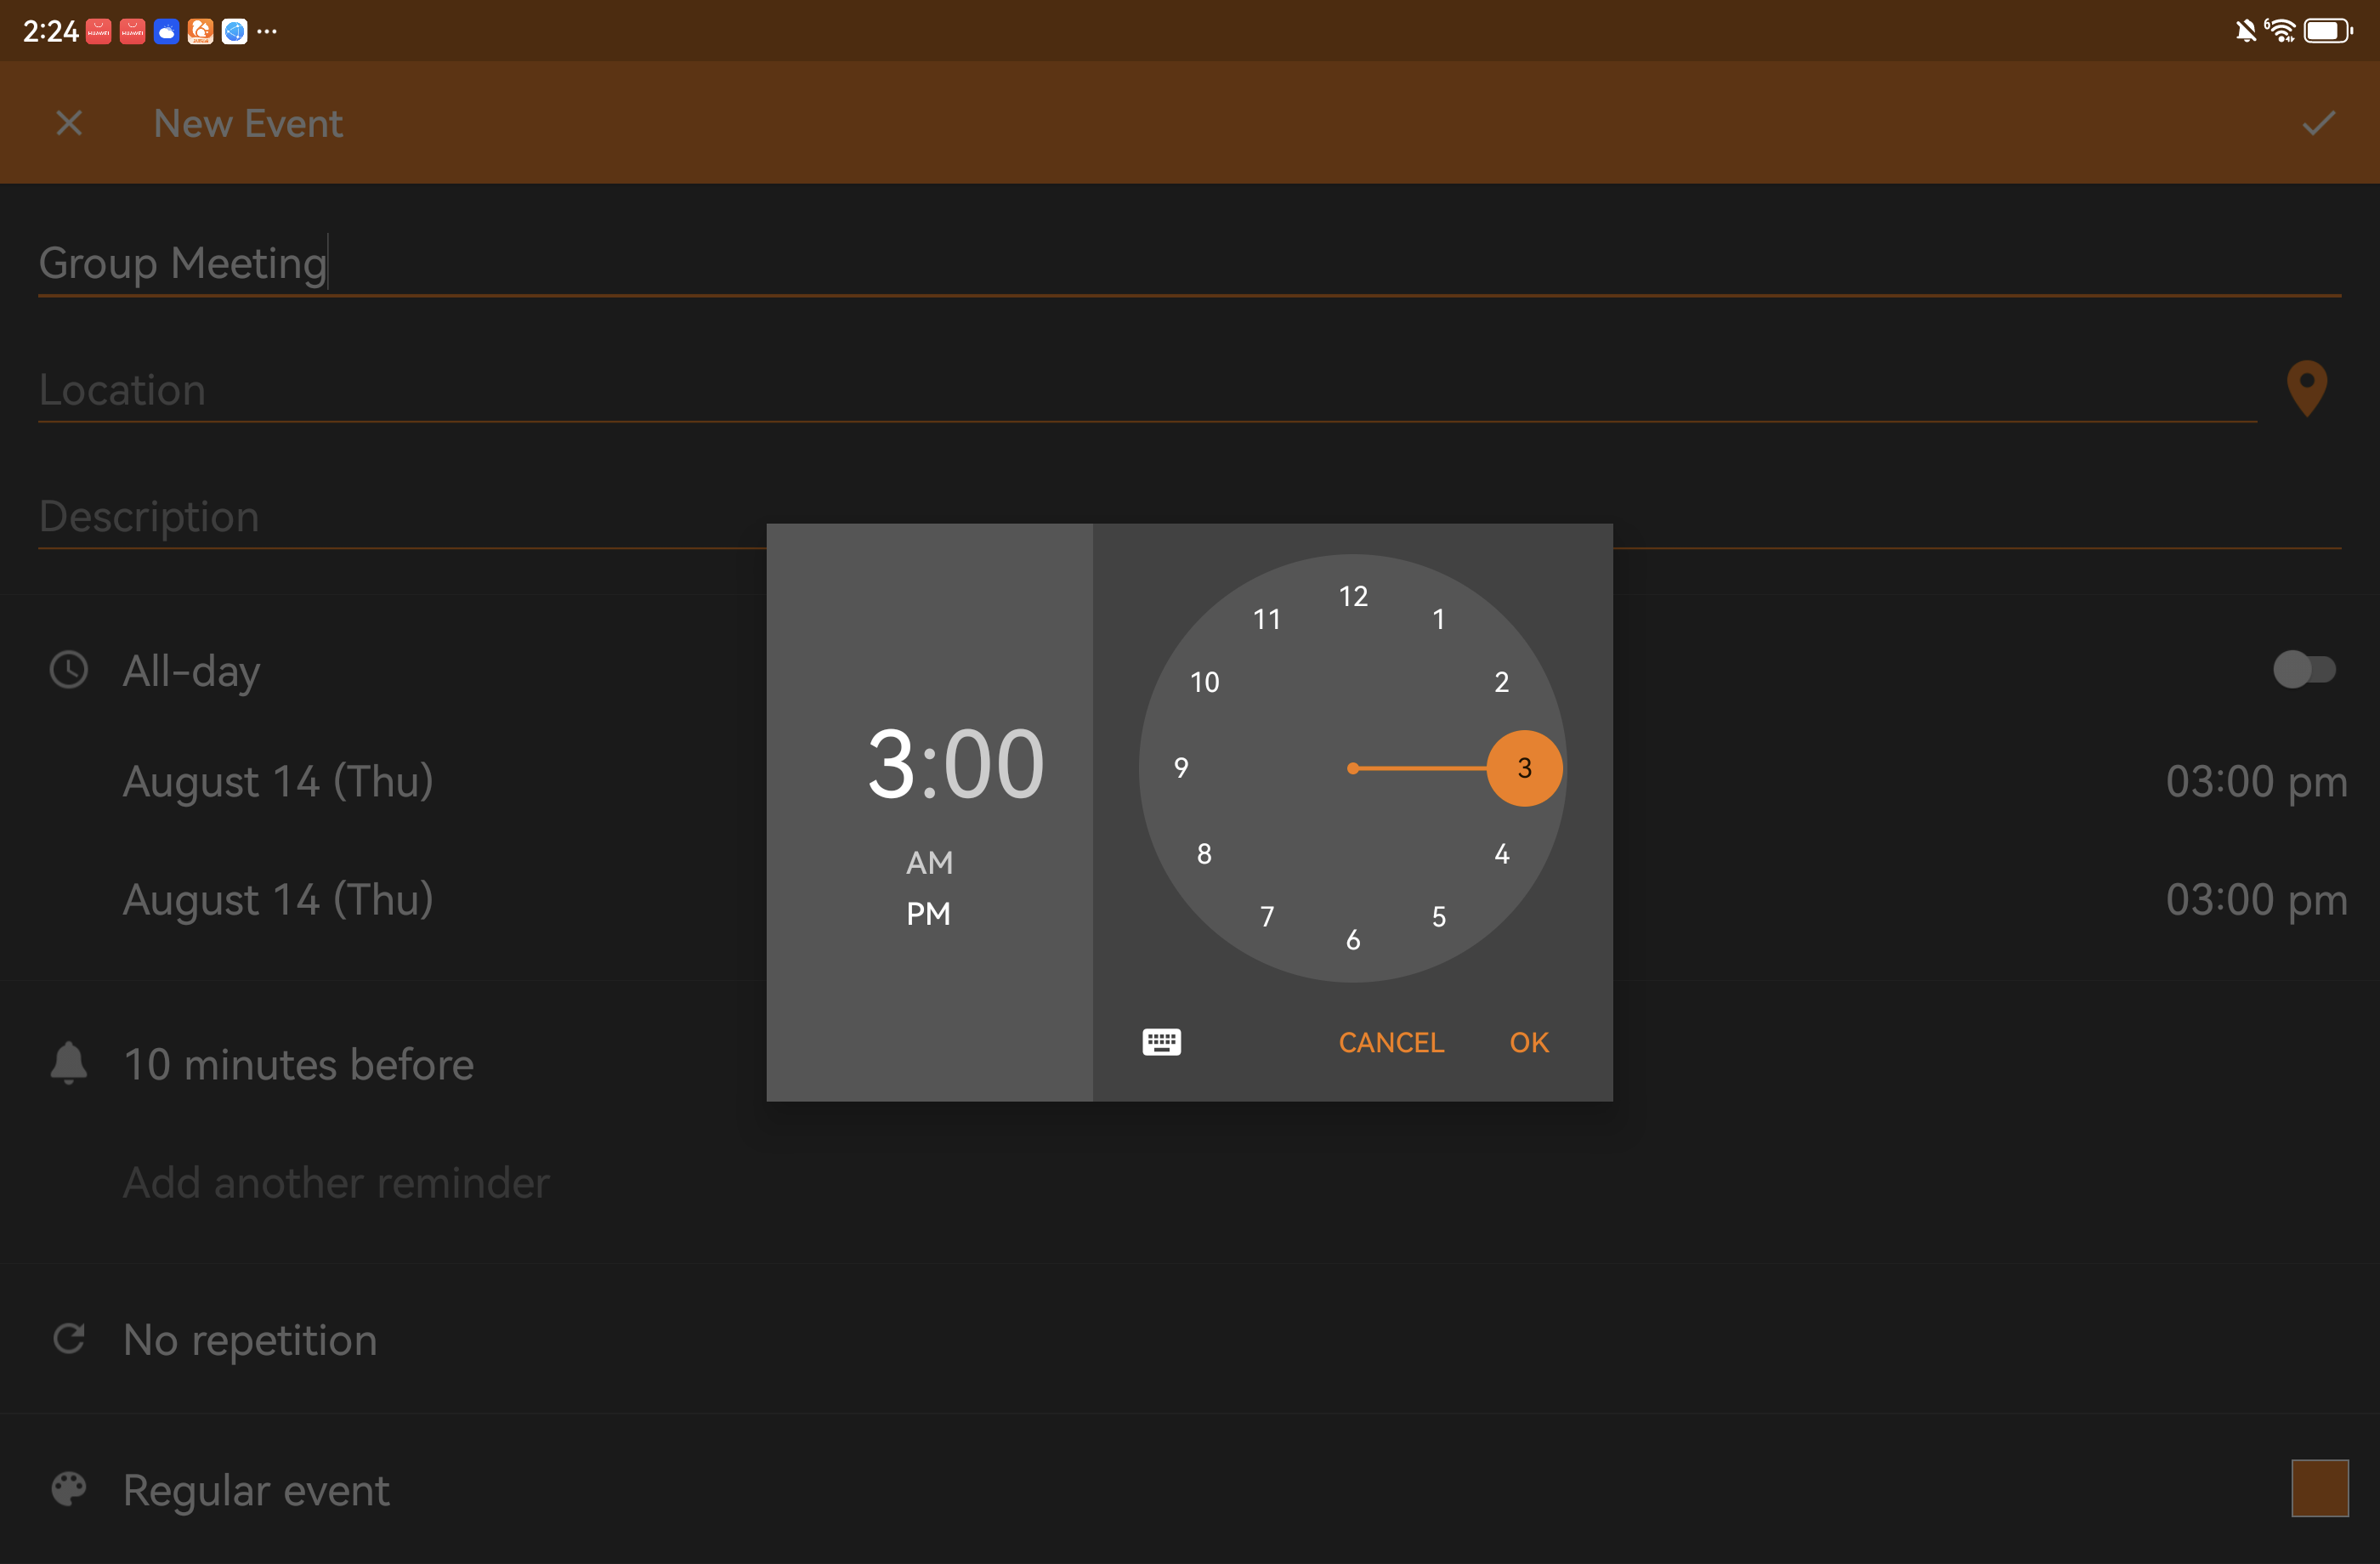 2:24
New Event
Group Meeting
Location
Description
All-day
August 14 (Thu) 03:00 pm
August 14 (Thu) 03:00 pm
10 minutes before
Add another reminder
No repetition
Regular event
3:00
AM
PM
12
1
2
3
4
5
6
7
8
9
10
11
CANCEL OK